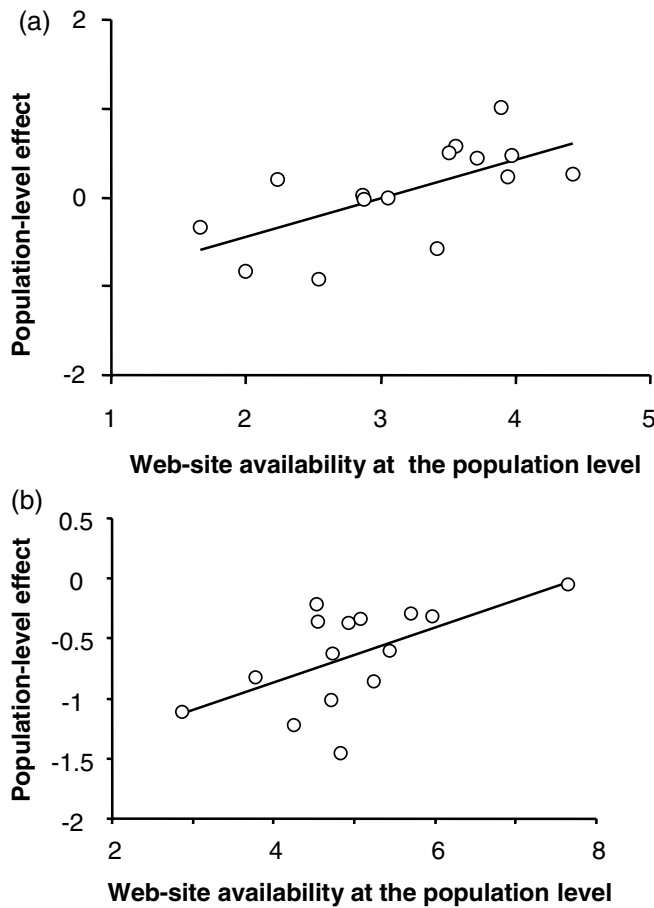 (a)
Population-level effect
2
0
-2
1 2 3 4 5
Web-site availability at the population level
(b)
Population-level effect
0.5
0
-0.5
-1
-1.5
-2
2 4 6 8
Web-site availability at the population level